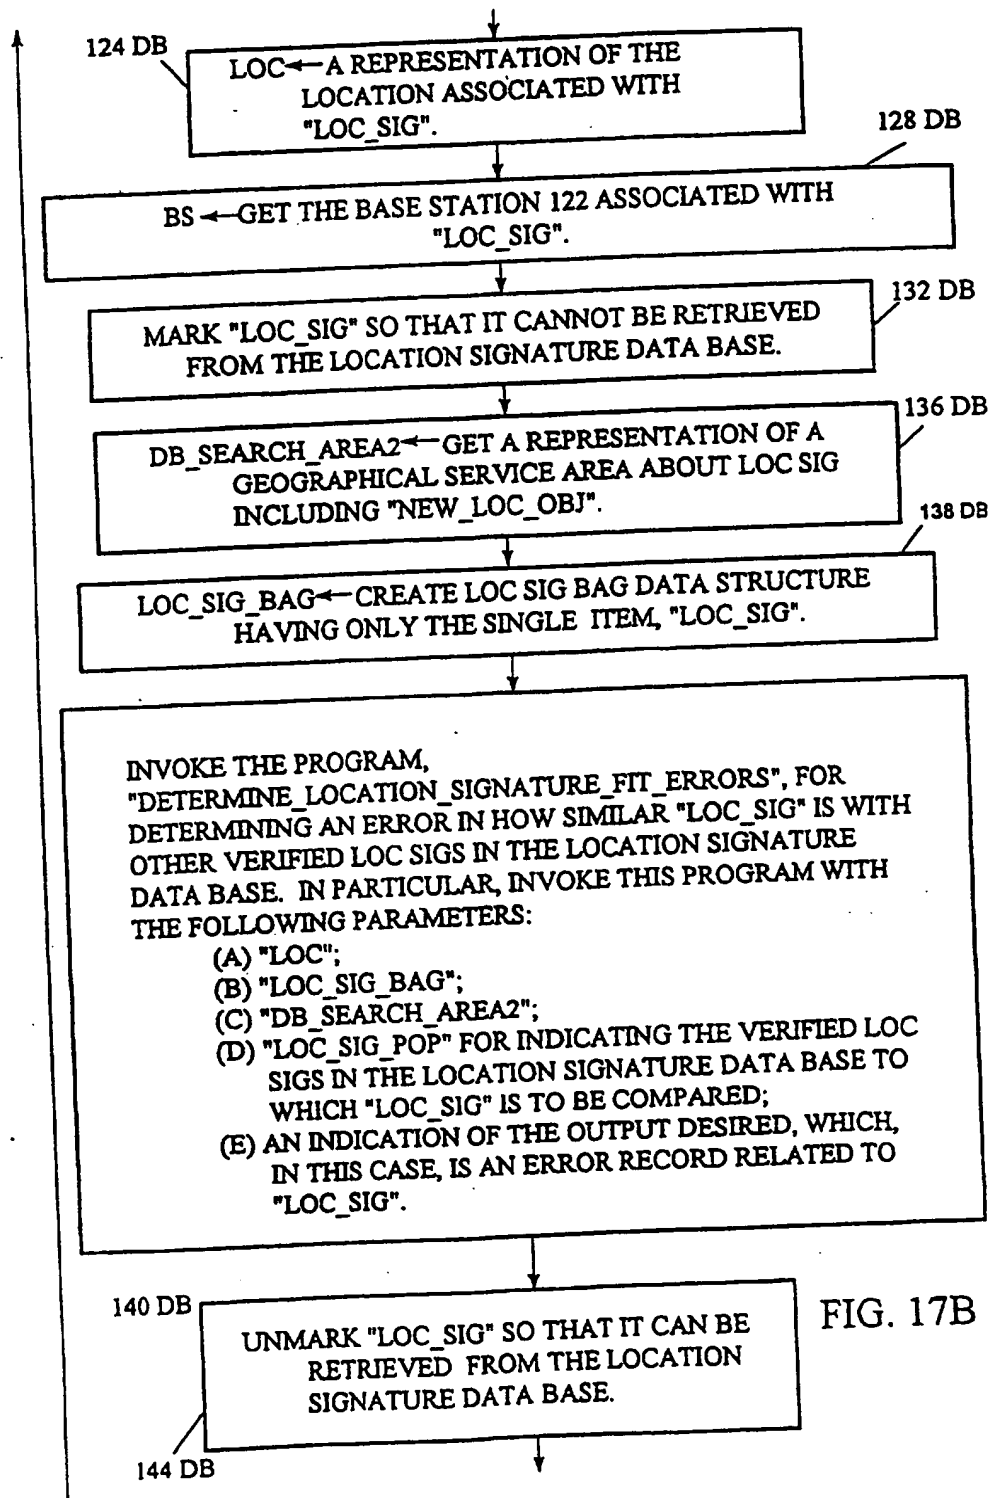 124 DB
LOC←A REPRESENTATION OF THE
LOCATION ASSOCIATED WITH
"LOC_SIG".
128 DB
BS←GET THE BASE STATION 122 ASSOCIATED WITH
"LOC_SIG".
132 DB
MARK "LOC_SIG" SO THAT IT CANNOT BE RETRIEVED
FROM THE LOCATION SIGNATURE DATA BASE.
136 DB
DB_SEARCH_AREA2←GET A REPRESENTATION OF A
GEOGRAPHICAL SERVICE AREA ABOUT LOC SIG
INCLUDING "NEW_LOC_OBJ".
138 DB
LOC_SIG_BAG←CREATE LOC SIG BAG DATA STRUCTURE
HAVING ONLY THE SINGLE ITEM, "LOC_SIG".
INVOKE THE PROGRAM,
"DETERMINE_LOCATION_SIGNATURE_FIT_ERRORS", FOR
DETERMINING AN ERROR IN HOW SIMILAR "LOC_SIG" IS WITH
OTHER VERIFIED LOC SIGS IN THE LOCATION SIGNATURE
DATA BASE. IN PARTICULAR, INVOKE THIS PROGRAM WITH
THE FOLLOWING PARAMETERS:
(A) "LOC";
(B) "LOC_SIG_BAG";
(C) "DB_SEARCH_AREA2";
(D) "LOC_SIG_POP" FOR INDICATING THE VERIFIED LOC
SIGS IN THE LOCATION SIGNATURE DATA BASE TO
WHICH "LOC_SIG" IS TO BE COMPARED;
(E) AN INDICATION OF THE OUTPUT DESIRED, WHICH,
IN THIS CASE, IS AN ERROR RECORD RELATED TO
"LOC_SIG".
140 DB
UNMARK "LOC_SIG" SO THAT IT CAN BE
RETRIEVED FROM THE LOCATION
SIGNATURE DATA BASE.
144 DB
FIG. 17B